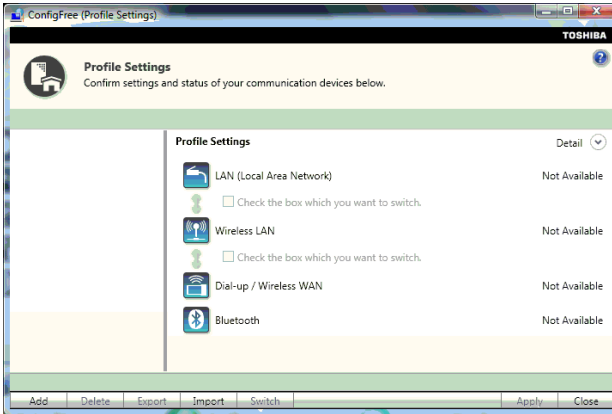 ConfigFree (Profile Settings)
TOSHIBA
Profile Settings
Confirm settings and status of your communication devices below.
Profile Settings
Detail
LAN (Local Area Network) Not Available
Check the box which you want to switch.
Wireless LAN Not Available
Check the box which you want to switch.
Dial-up / Wireless WAN Not Available
Bluetooth Not Available
Add Delete Export Import Switch Apply Close